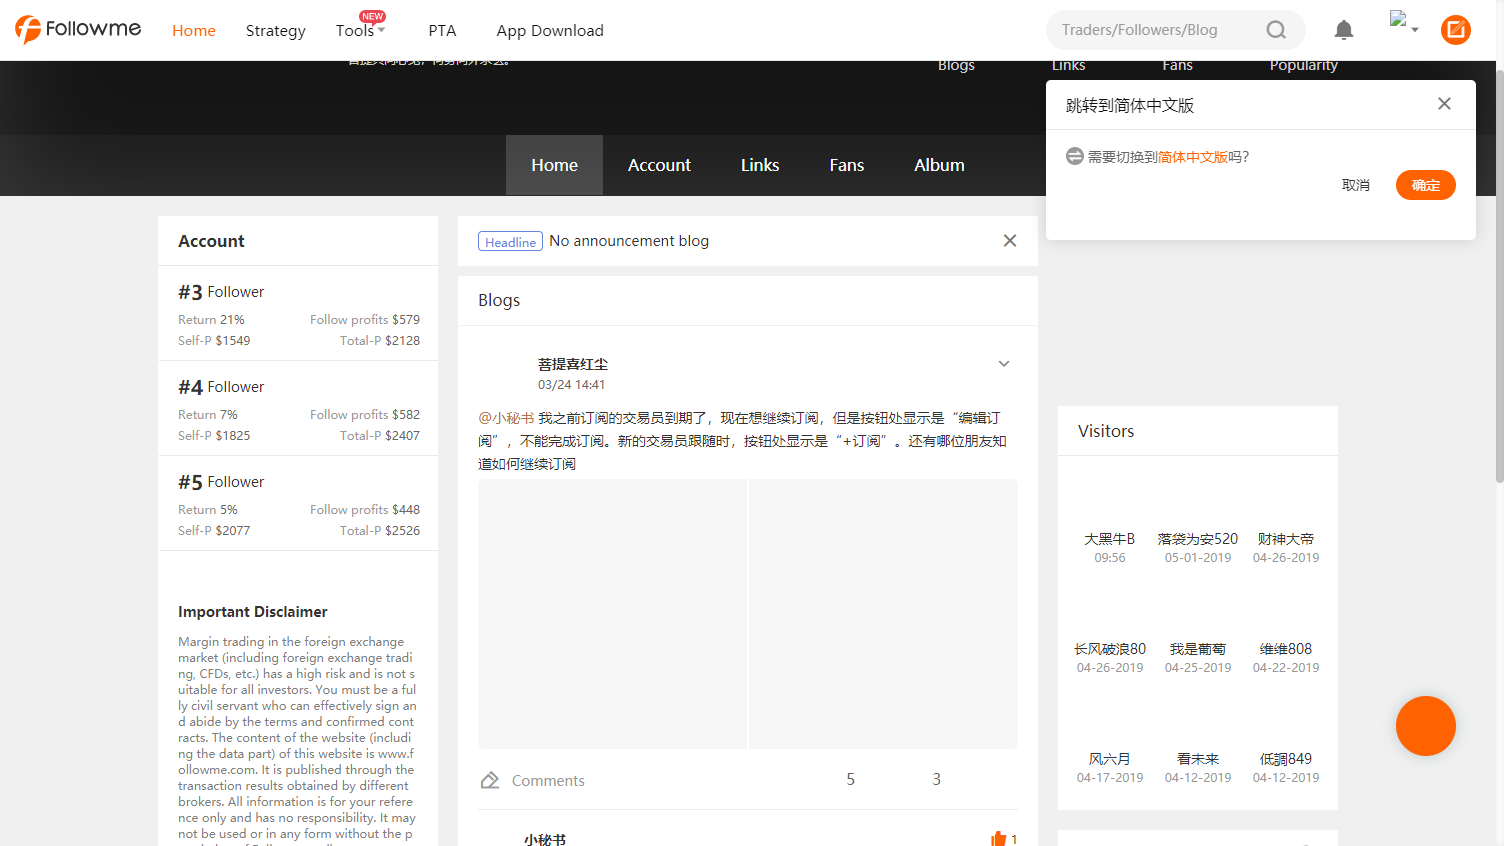 Followme
Home
Strategy
Tools
NEW
PTA
App Download
Traders/Followers/Blog
Blogs
Links
Fans
Popularity
跳转到简体中文版
需要切换到简体中文版吗？
取消
确定
Home
Account
Links
Fans
Album
Account
#3 Follower
Return 21%
Follow profits $579
Self-P $1549
Total-P $2128
#4 Follower
Return 7%
Follow profits $582
Self-P $1825
Total-P $2407
#5 Follower
Return 5%
Follow profits $448
Self-P $2077
Total-P $2526
Important Disclaimer
Margin trading in the foreign exchange
market (including foreign exchange tradi
ng, CFDs, etc.) has a high risk and is not s
uitable for all investors. You must be a ful
ly civil servant who can effectively sign an
d abide by the terms and confirmed cont
racts. The content of the website (includi
ng the data part) of this website is www.f
ollowme.com. It is published through the
transaction results obtained by different
brokers. All information is for your refere
nce only and has no responsibility. It may
not be used or in any form without the p
Headline No announcement blog
Blogs
菩提喜红尘
03/24 14:41
@小秘书 我之前订阅的交易员到期了，现在想继续订阅，但是按钮处显示是“编辑订
阅”，不能完成订阅。新的交易员跟随时，按钮处显示是“+订阅”。还有哪位朋友知
道如何继续订阅
Comments
5
3
小秘书
1
Visitors
大黑牛B
落袋为安520
财神大帝
09:56
05-01-2019
04-26-2019
长风破浪80
我是葡萄
维维808
04-26-2019
04-25-2019
04-22-2019
风六月
看未来
低調849
04-17-2019
04-12-2019
04-12-2019